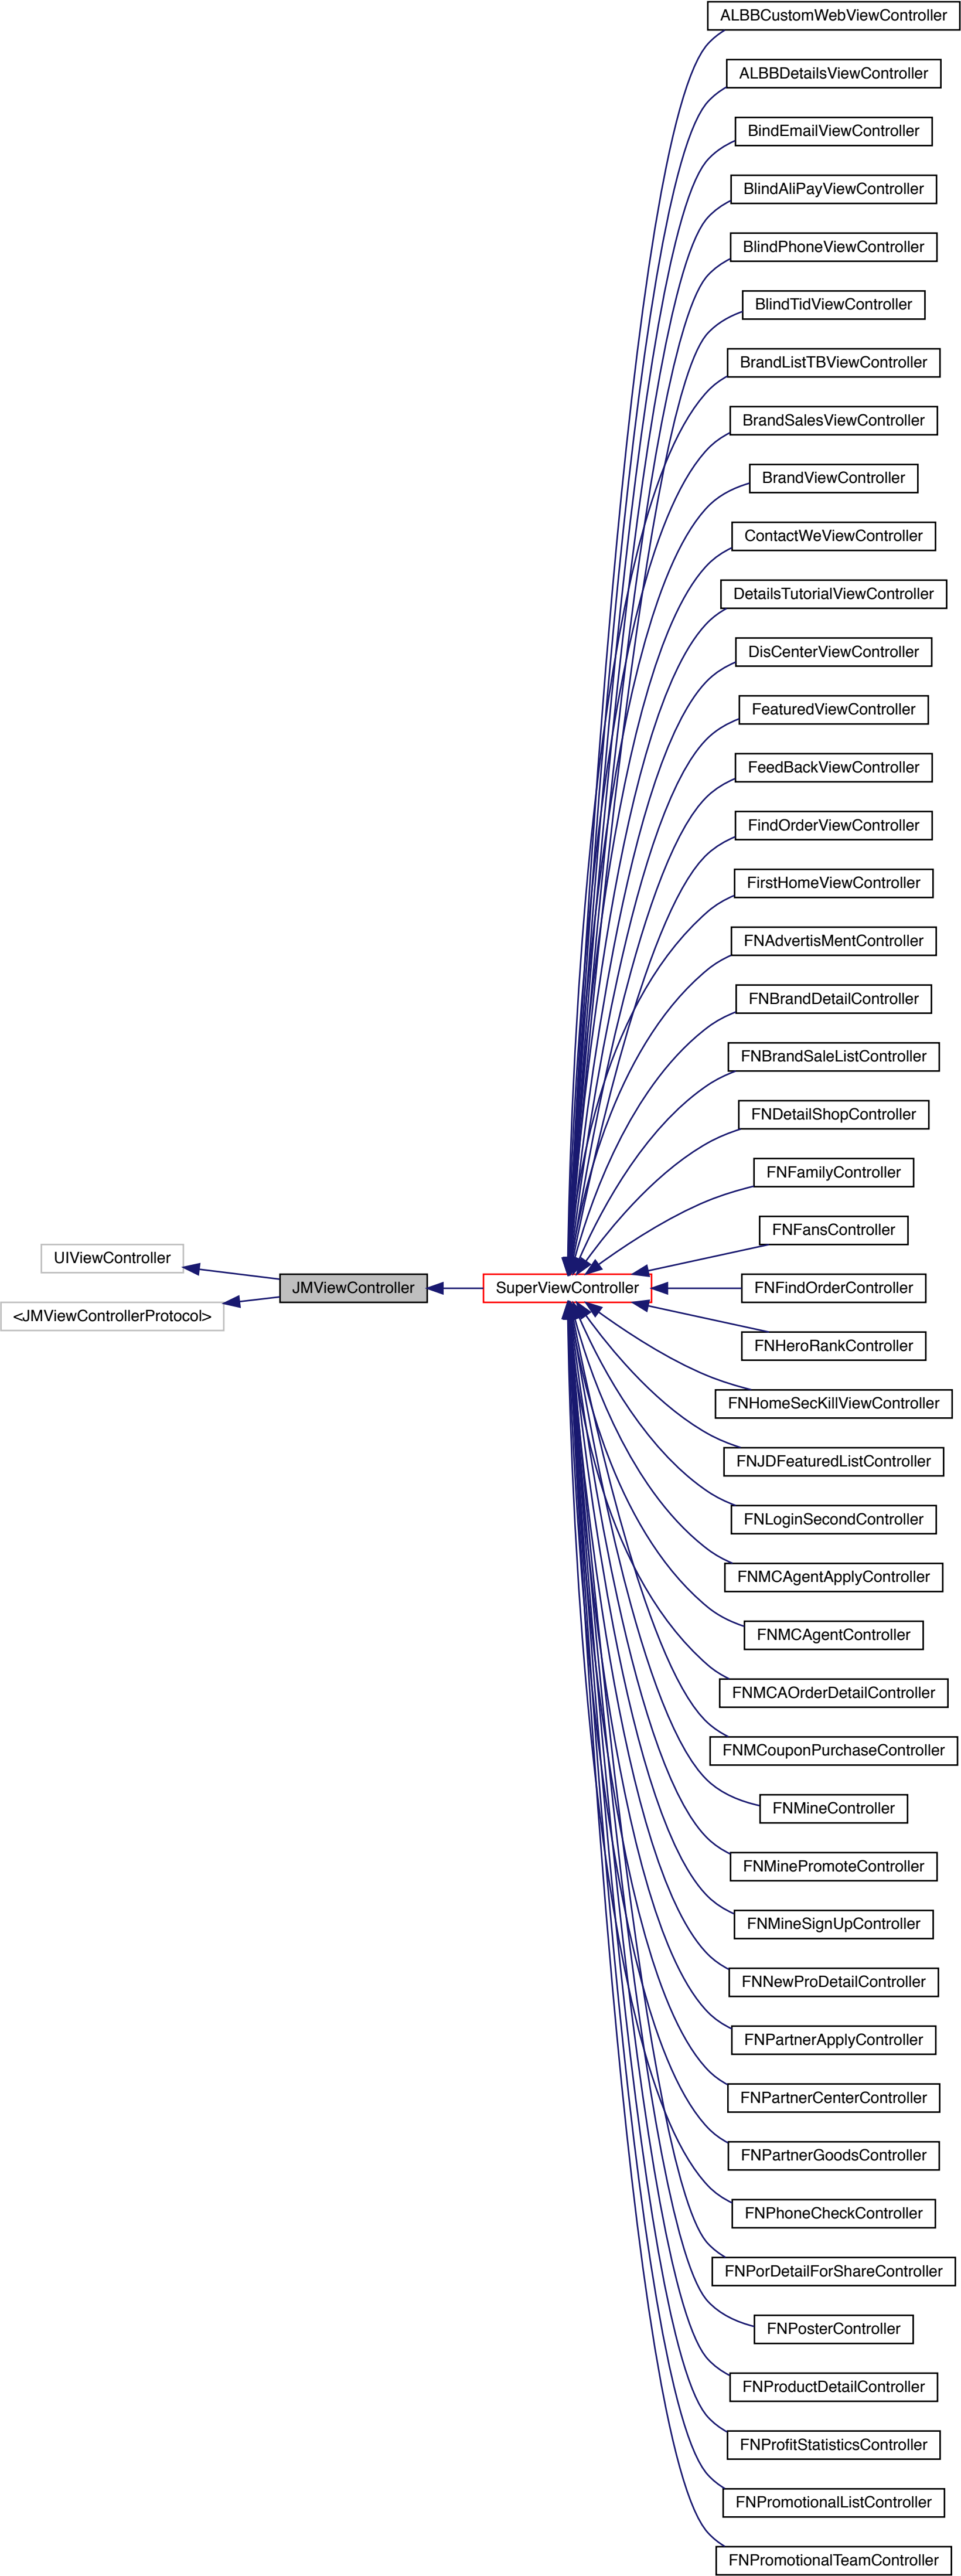 ALBBCustomWebViewController
ALBBDetailsViewController
BindEmailViewController
BlindAliPayViewController
BlindPhoneViewController
BlindTidViewController
BrandListTBViewController
BrandSalesViewController
BrandViewController
ContactWeViewController
DetailsTutorialViewController
DisCenterViewController
FeaturedViewController
FeedBackViewController
FindOrderViewController
FirstHomeViewController
FNAdvertisMentController
FNBrandDetailController
FNBrandSaleListController
FNDetailShopController
FNFamilyController
FNFansController
UIViewController
JMViewController
SuperViewController
FNFindOrderController
<JMViewControllerProtocol>
FNHeroRankController
FNHomeSecKillViewController
FNJDFeaturedListController
FNLoginSecondController
FNMCAgentApplyController
FNMCAgentController
FNMCAOrderDetailController
FNMCouponPurchaseController
FNMineController
FNMinePromoteController
FNMineSignUpController
FNNewProDetailController
FNPartnerApplyController
FNPartnerCenterController
FNPartnerGoodsController
FNPhoneCheckController
FNPorDetailForShareController
FNPosterController
FNProductDetailController
FNProfitStatisticsController
FNPromotionalListController
FNPromotionalTeamController